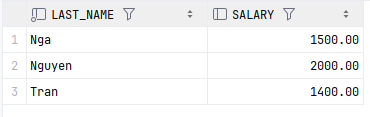 LAST_NAME SALARY
1 Nga 1500.00
2 Nguyen 2000.00
3 Tran 1400.00